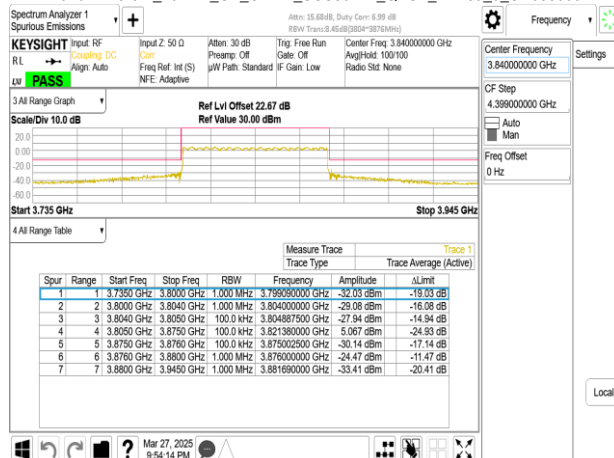 Spectrum Analyzer 1
Spurious Emissions
Attn: 15.68dB, Duty Corr: 6.99 dB
RBW Trans:8.45dB(3804~3876MHz)
Frequency
KEYSIGHT Input: RF
RL
Coupling: DC
Align: Auto
LXI PASS
Input Z: 50 Ω
Corr
Freq Ref: Int (S)
NFE: Adaptive
Atten: 30 dB
Preamp: Off
µW Path: Standard
Trig: Free Run
Gate: Off
IF Gain: Low
Center Freq: 3.840000000 GHz
Avg|Hold: 100/100
Radio Std: None
Center Frequency
3.840000000 GHz
Settings
CF Step
4.399000000 GHz
Auto
Man
Freq Offset
0 Hz
3 All Range Graph
Scale/Div 10.0 dB
Ref Lvl Offset 22.67 dB
Ref Value 30.00 dBm
20.0
0.00
-20.0
-40.0
-60.0
Start 3.735 GHz
Stop 3.945 GHz
4 All Range Table
Measure Trace Trace 1
Trace Type Trace Average (Active)
Spur Range Start Freq Stop Freq RBW Frequency Amplitude ΔLimit
1 1 3.7350 GHz 3.8000 GHz 1.000 MHz 3.799090000 GHz -32.03 dBm -19.03 dB
2 2 3.8000 GHz 3.8040 GHz 1.000 MHz 3.804000000 GHz -29.08 dBm -16.08 dB
3 3 3.8040 GHz 3.8050 GHz 100.0 kHz 3.804887500 GHz -27.94 dBm -14.94 dB
4 4 3.8050 GHz 3.8750 GHz 100.0 kHz 3.821380000 GHz 5.067 dBm -24.93 dB
5 5 3.8750 GHz 3.8760 GHz 100.0 kHz 3.875002500 GHz -30.14 dBm -17.14 dB
6 6 3.8760 GHz 3.8800 GHz 1.000 MHz 3.876000000 GHz -24.47 dBm -11.47 dB
7 7 3.8800 GHz 3.9450 GHz 1.000 MHz 3.881690000 GHz -33.41 dBm -20.41 dB
Local
Mar 27, 2025
9:54:14 PM